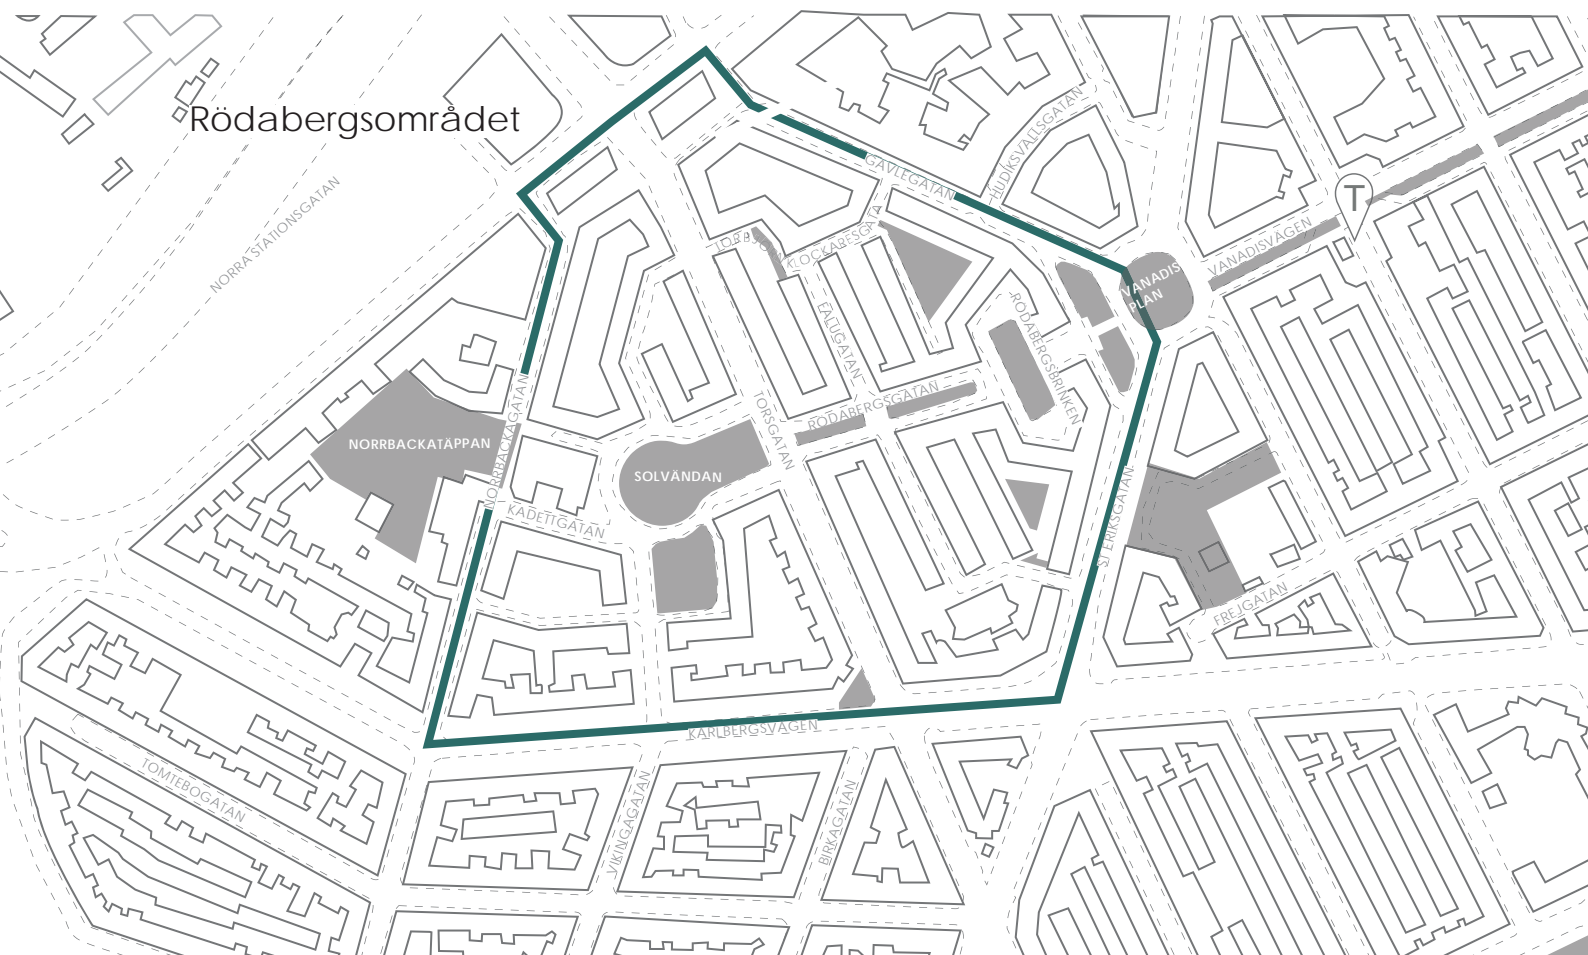 Rödabergsområdet
NORRA STATIONSGATAN
GÄVLEGATAN
HUDIKSVALLSGATAN
T
KLOCKARESGATA
VANADISVÄGEN
VANADIS
PLAN
FALUGATAN
RÖDABERGSBRINKEN
RÖDABERGSGATAN
TORSGATAN
NORRBACKAGATAN
NORRBACKATÄPPAN
SOLVÄNDAN
KADETTGATAN
ST ERIKSGATAN
FREJGATAN
KARLBERGSVÄGEN
TOMTEBOGATAN
VIKINGAGATAN
BIRKAGATAN